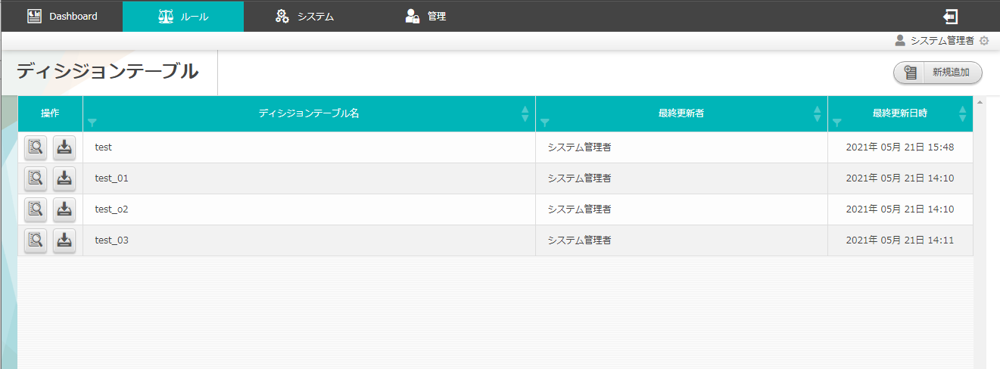 Dashboard ルール システム 管理
システム管理者
ディシジョンテーブル
新規追加
操作 ディシジョンテーブル名 最終更新者 最終更新日時
test システム管理者 2021年 05月 21日 15:48
test_01 システム管理者 2021年 05月 21日 14:10
test_o2 システム管理者 2021年 05月 21日 14:10
test_03 システム管理者 2021年 05月 21日 14:11